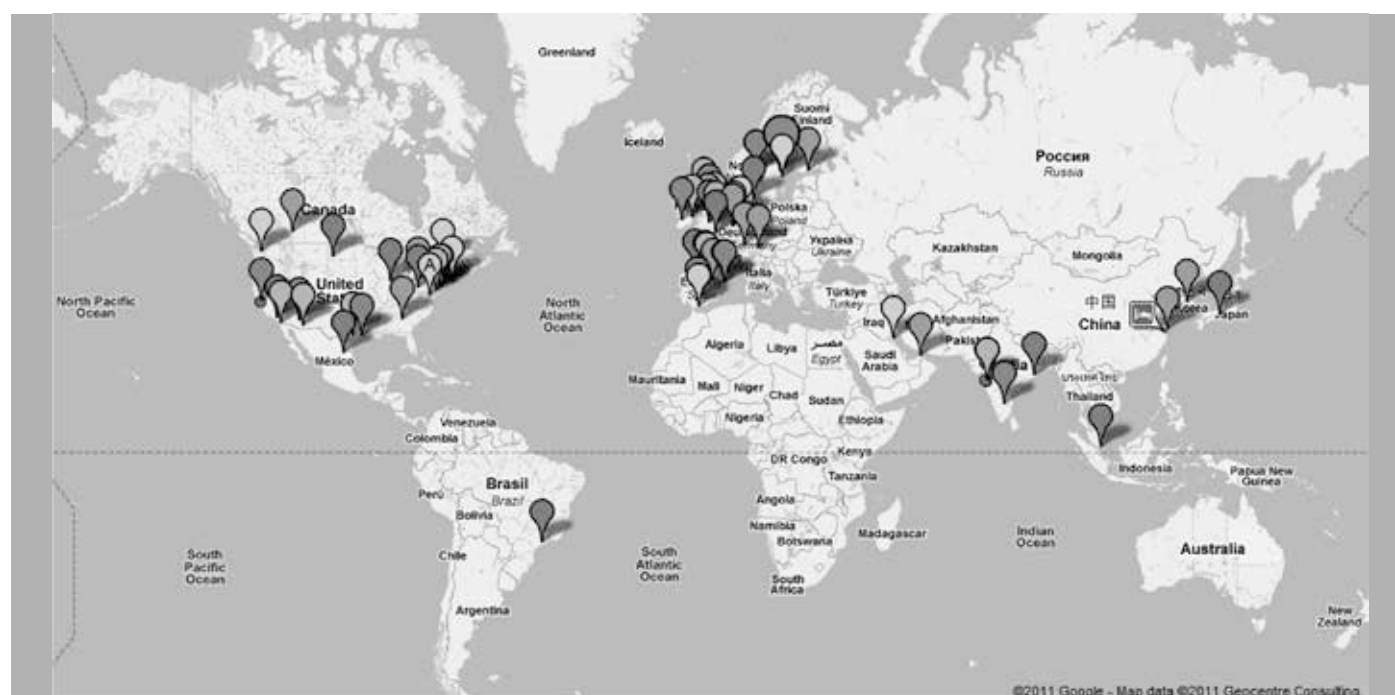 Greenland
Iceland
Suomi
Finland
No
Россия
Russia
Canada
Polska
Poland
Україна
Ukraine
Kazakhstan
Mongolia
Italia
Italy
United
Sta
A
North Pacific
Ocean
North
Atlantic
Ocean
Türkiye
Turkey
中国
China
Korea
Japan
Iraq
Afghanistan
Pakist
México
Algeria
Libya
مصر
Egypt
Saudi
Arabia
Mauritania
Mali
Niger
Chad
Sudan
Thailand
Nigeria
Ethiopia
Venezuela
Colombia
DR Congo
Kenya
Tanzania
Indonesia
Papua New
Guinea
Perú
Brasil
Brazil
Bolivia
Angola
Namibia
Botswana
Madagascar
Indian
Ocean
Chile
South
Pacific
Ocean
South
Atlantic
Ocean
South
Africa
Australia
Argentina
New
Zealand
©2011 Google - Map data ©2011 Geocentre Consulting